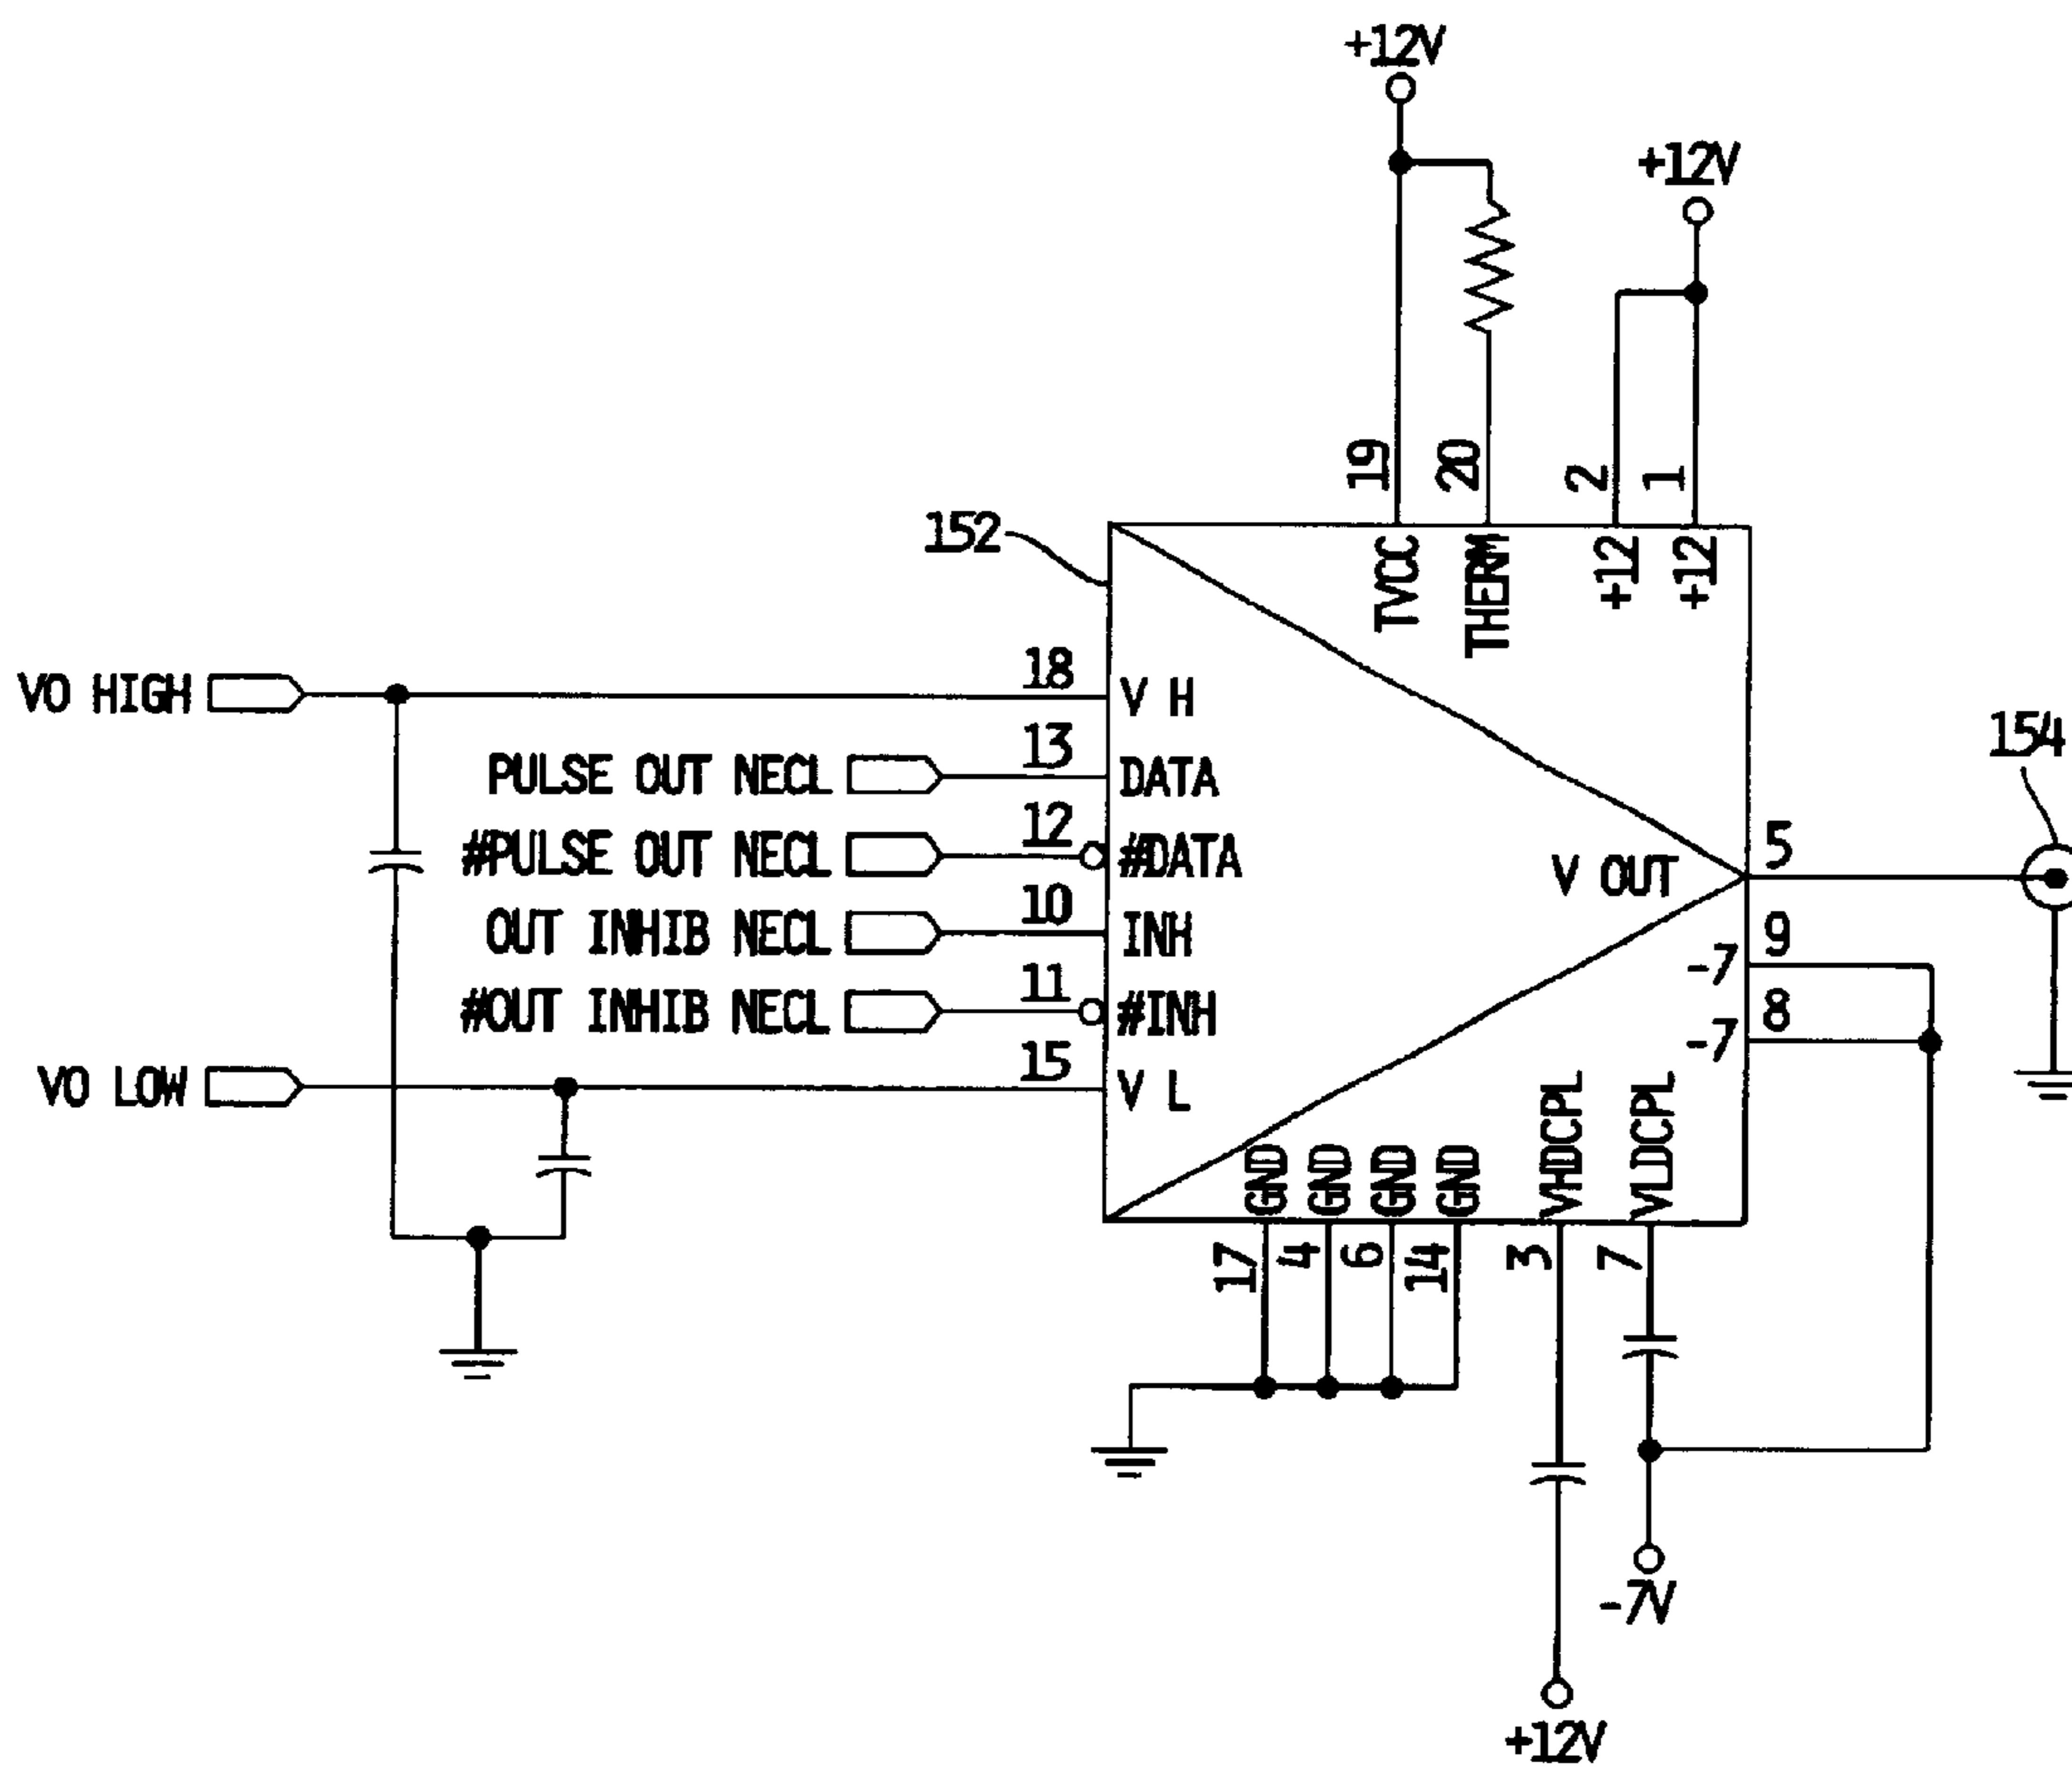 +12V
+12V
19
20
2
1
152
TVCC
THERM
+12
+12
VO HIGH
18
V H
154
PULSE OUT NECL
13
DATA
#PULSE OUT NECL
12
#DATA
V OUT
5
OUT INHIB NECL
10
INH
-7
9
#OUT INHIB NECL
11
#INH
-7
8
VO LOW
15
V L
GND
GND
GND
GND
VHDCPL
VLDCPL
17
4
6
14
3
7
-7V
+12V